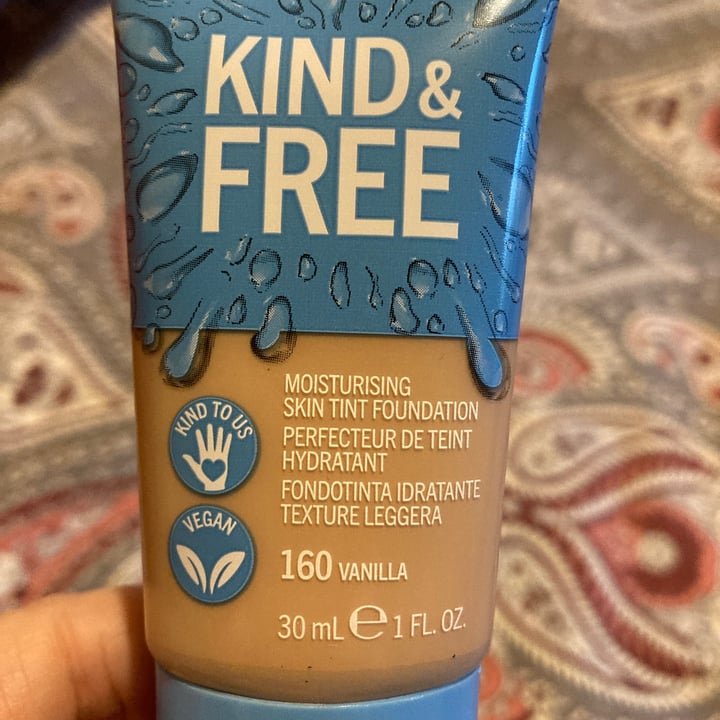 KIND &
FREE
MOISTURISING
SKIN TINT FOUNDATION
PERFECTEUR DE TEINT
HYDRATANT
FONDOTINTA IDRATANTE
TEXTURE LEGGERA
KIND TO US
VEGAN
160 VANILLA
30 mL ℮ 1 FL. OZ.